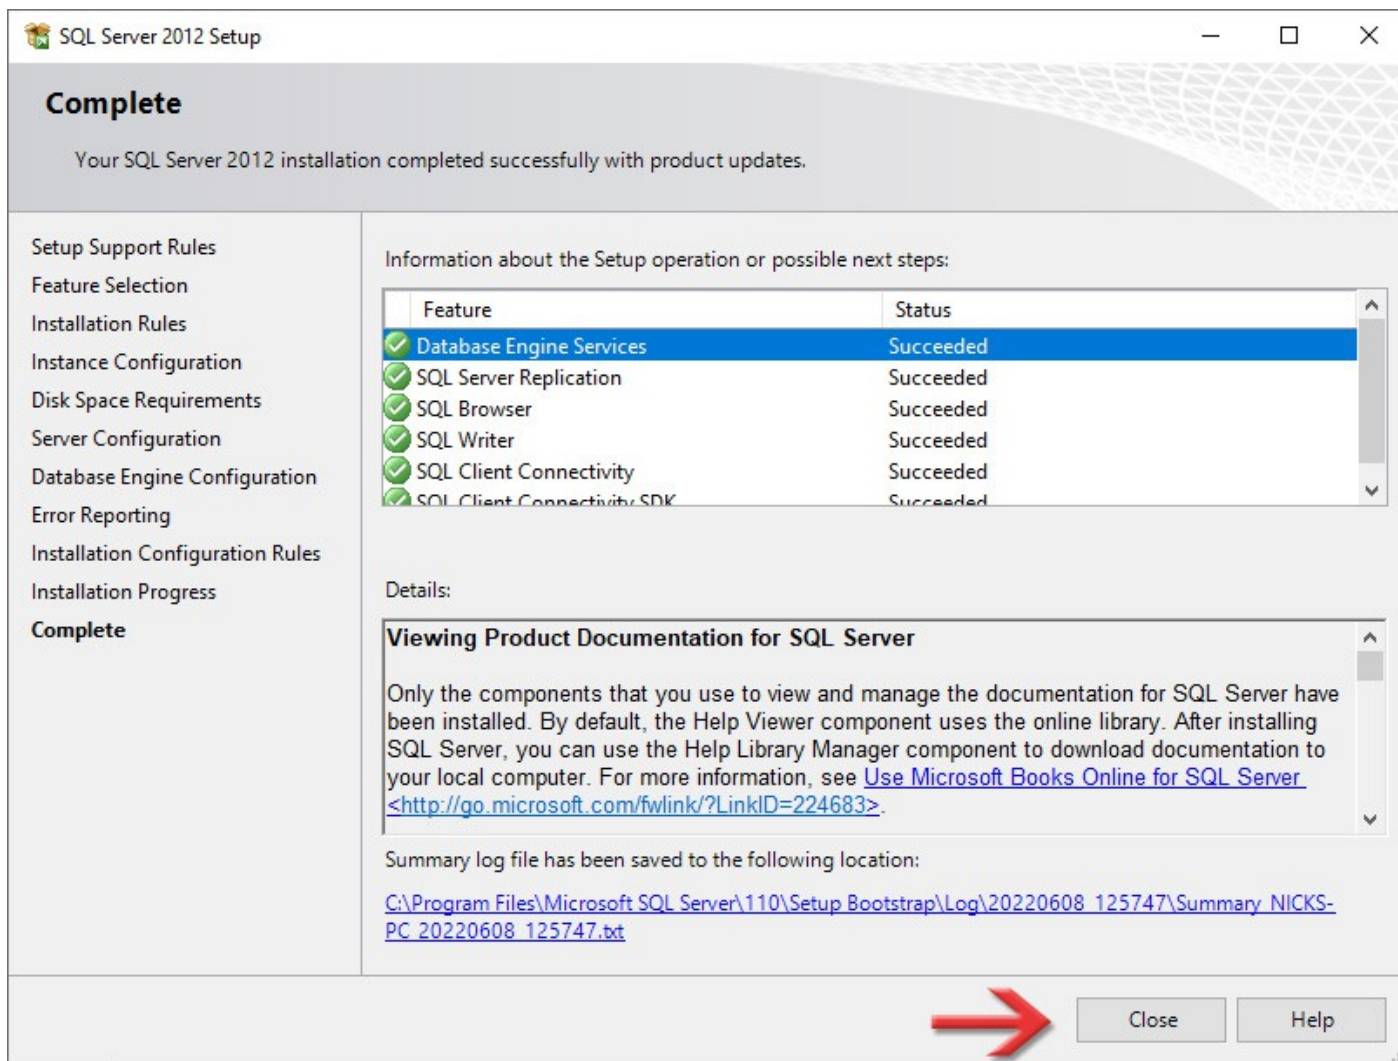 SQL Server 2012 Setup
Complete
Your SQL Server 2012 installation completed successfully with product updates.
Setup Support Rules
Feature Selection
Installation Rules
Instance Configuration
Disk Space Requirements
Server Configuration
Database Engine Configuration
Error Reporting
Installation Configuration Rules
Installation Progress
Complete
Information about the Setup operation or possible next steps:
Feature Status
Database Engine Services Succeeded
SQL Server Replication Succeeded
SQL Browser Succeeded
SQL Writer Succeeded
SQL Client Connectivity Succeeded
SQL Client Connectivity SDK Succeeded
Details:
Viewing Product Documentation for SQL Server
Only the components that you use to view and manage the documentation for SQL Server have
been installed. By default, the Help Viewer component uses the online library. After installing
SQL Server, you can use the Help Library Manager component to download documentation to
your local computer. For more information, see Use Microsoft Books Online for SQL Server
<http://go.microsoft.com/fwlink/?LinkID=224683>.
Summary log file has been saved to the following location:
C:\Program Files\Microsoft SQL Server\110\Setup Bootstrap\Log\20220608_125747\Summary_NICKS-
PC_20220608_125747.txt
Close Help